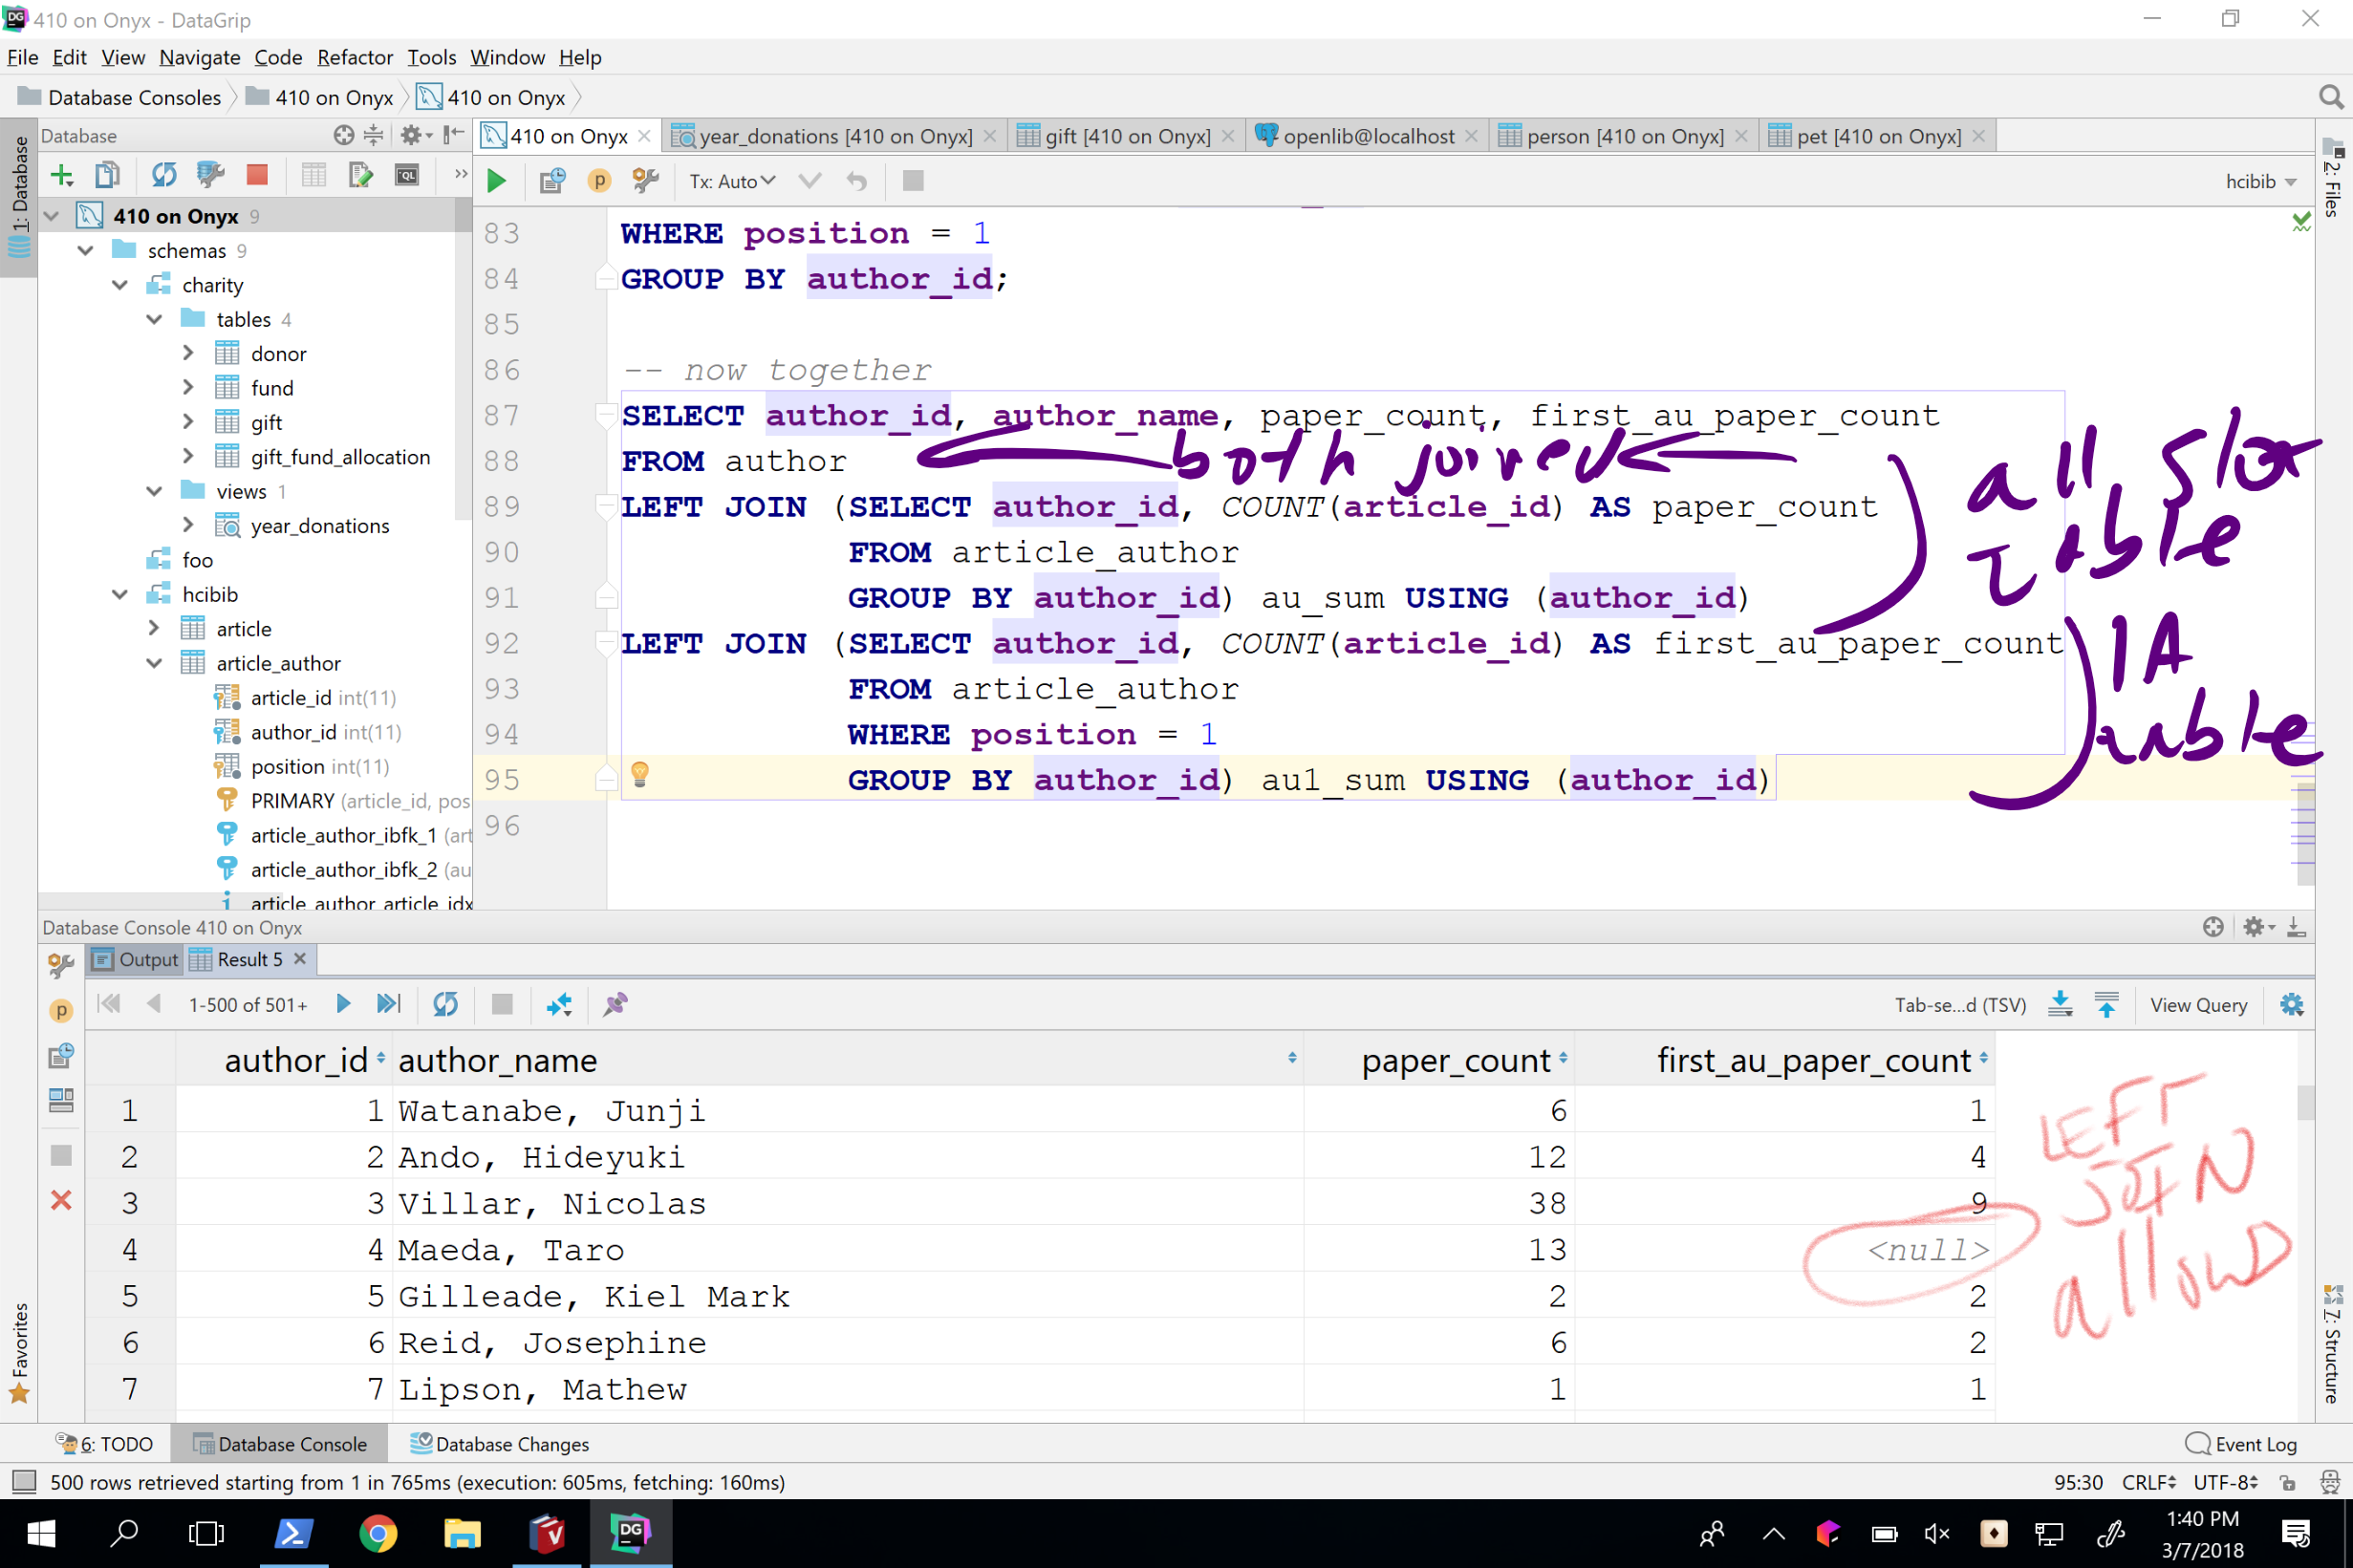 410 on Onyx - DataGrip
File Edit View Navigate Code Refactor Tools Window Help
Database Consoles 410 on Onyx 410 on Onyx
1: Database
Database
410 on Onyx year_donations [410 on Onyx] gift [410 on Onyx] openlib@localhost person [410 on Onyx] pet [410 on Onyx]
Tx: Auto
hcibib
2: Files
410 on Onyx 9
schemas 9
charity
tables 4
donor
fund
gift
gift_fund_allocation
views 1
year_donations
foo
hcibib
article
article_author
article_id int(11)
author_id int(11)
position int(11)
PRIMARY (article_id, pos
article_author_ibfk_1 (art
article_author_ibfk_2 (au
article_author_article_idx
83 WHERE position = 1
84 GROUP BY author_id;
85
86 -- now together
87 SELECT author_id, author_name, paper_count, first_au_paper_count
88 FROM author
89 LEFT JOIN (SELECT author_id, COUNT(article_id) AS paper_count
90 FROM article_author
91 GROUP BY author_id) au_sum USING (author_id)
92 LEFT JOIN (SELECT author_id, COUNT(article_id) AS first_au_paper_count
93 FROM article_author
94 WHERE position = 1
95 GROUP BY author_id) au1_sum USING (author_id)
96
both joined
all
table
1A
Database Console 410 on Onyx
Output Result 5
1-500 of 501+
Tab-se...d (TSV) View Query
author_id author_name paper_count first_au_paper_count
1 1 Watanabe, Junji 6 1
2 2 Ando, Hideyuki 12 4
3 3 Villar, Nicolas 38 9
4 4 Maeda, Taro 13 <null>
5 5 Gilleade, Kiel Mark 2 2
6 6 Reid, Josephine 6 2
7 7 Lipson, Mathew 1 1
LEFT
JOIN
allows
Favorites
7: Structure
6: TODO Database Console Database Changes Event Log
500 rows retrieved starting from 1 in 765ms (execution: 605ms, fetching: 160ms) 95:30 CRLF UTF-8
1:40 PM
3/7/2018